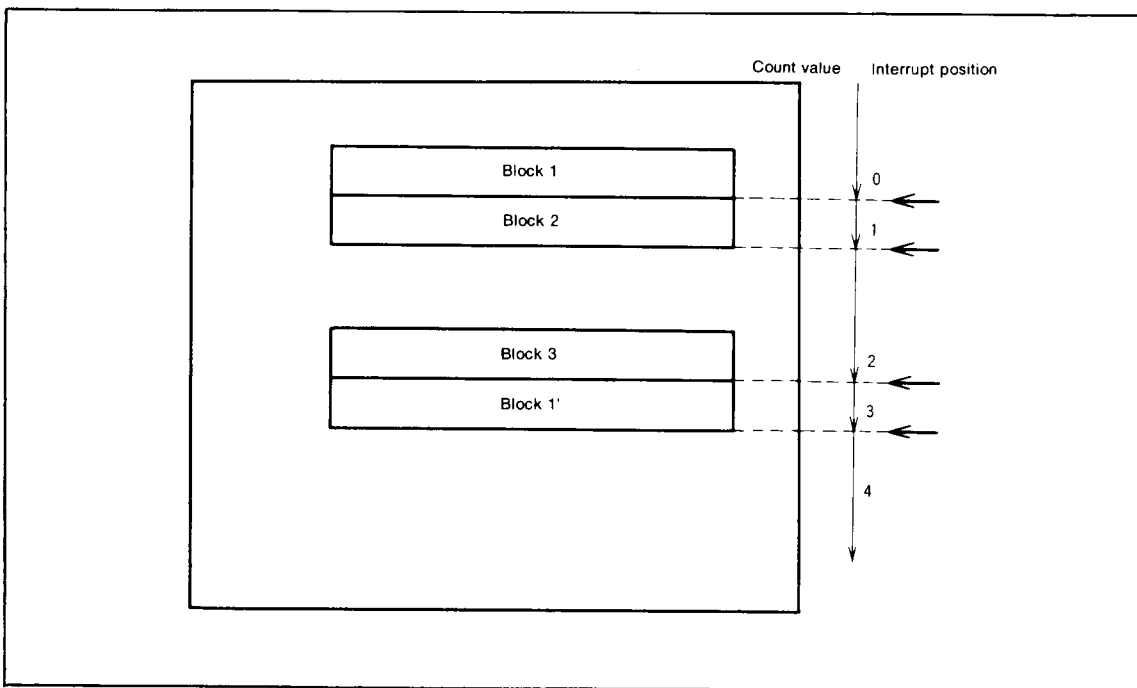 Count value Interrupt position
Block 1
0
Block 2
1
Block 3
2
Block 1'
3
4